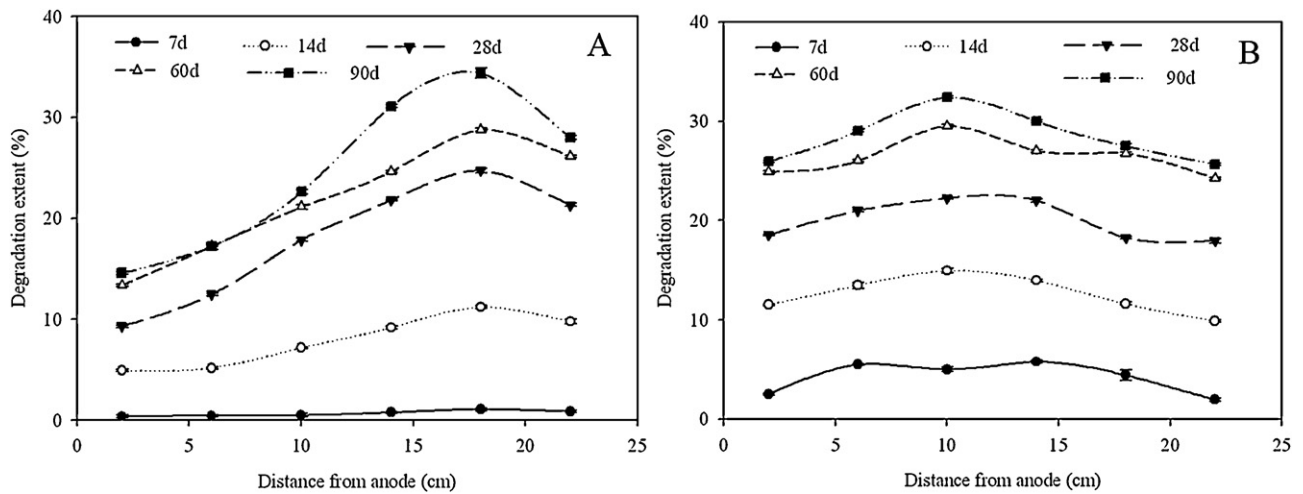 A
7d 14d 28d
60d 90d
Degradation extent (%)
40
30
20
10
0
0 5 10 15 20 25
Distance from anode (cm)
B
7d 14d 28d
60d 90d
Degradation extent (%)
40
30
20
10
0
0 5 10 15 20 25
Distance from anode (cm)